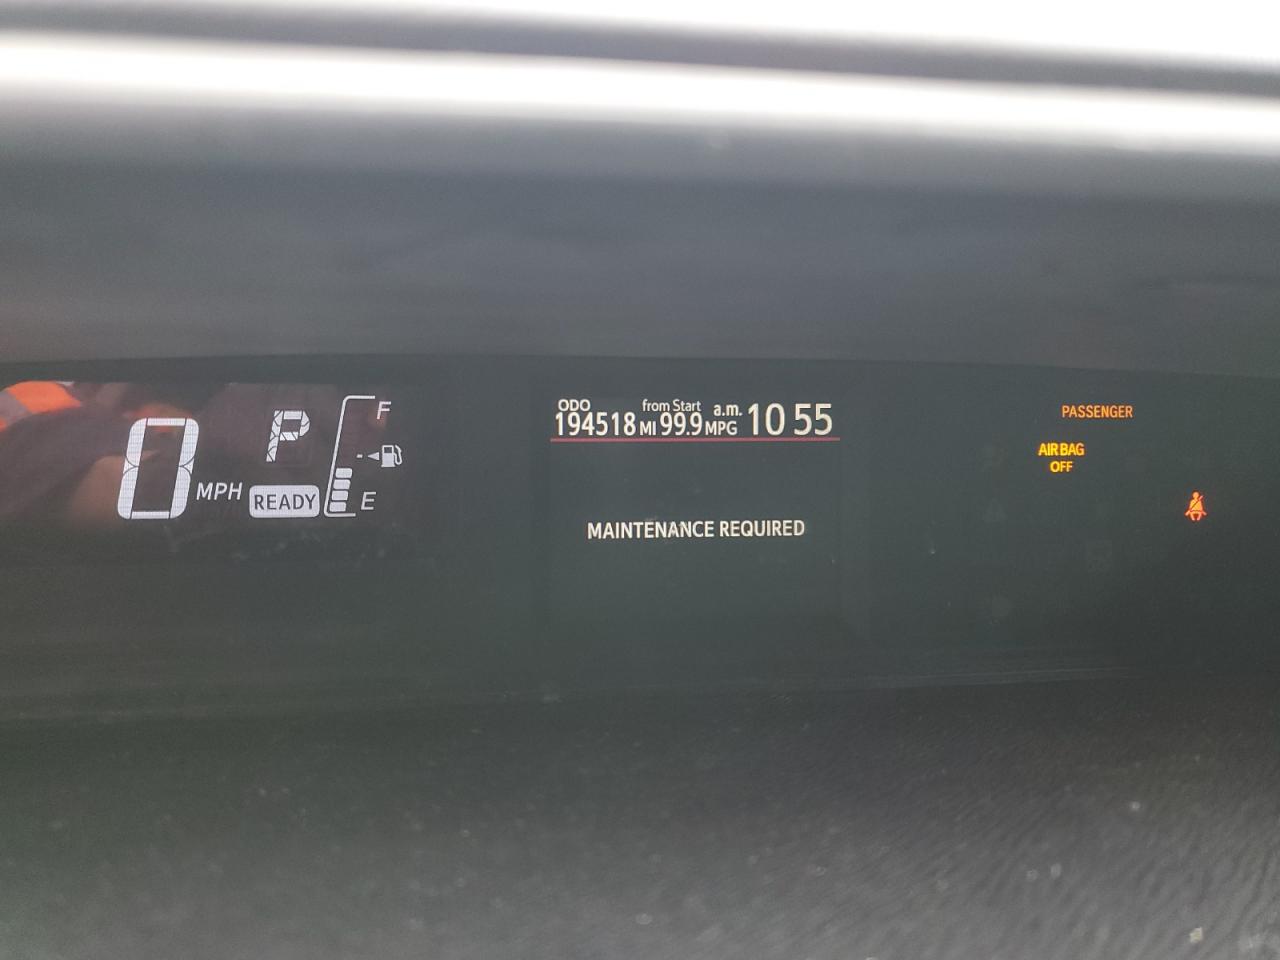 0 MPH
P
READY
F
E
ODO from Start a.m.
194518 MI 99.9 MPG 10 55
MAINTENANCE REQUIRED
PASSENGER
AIR BAG
OFF